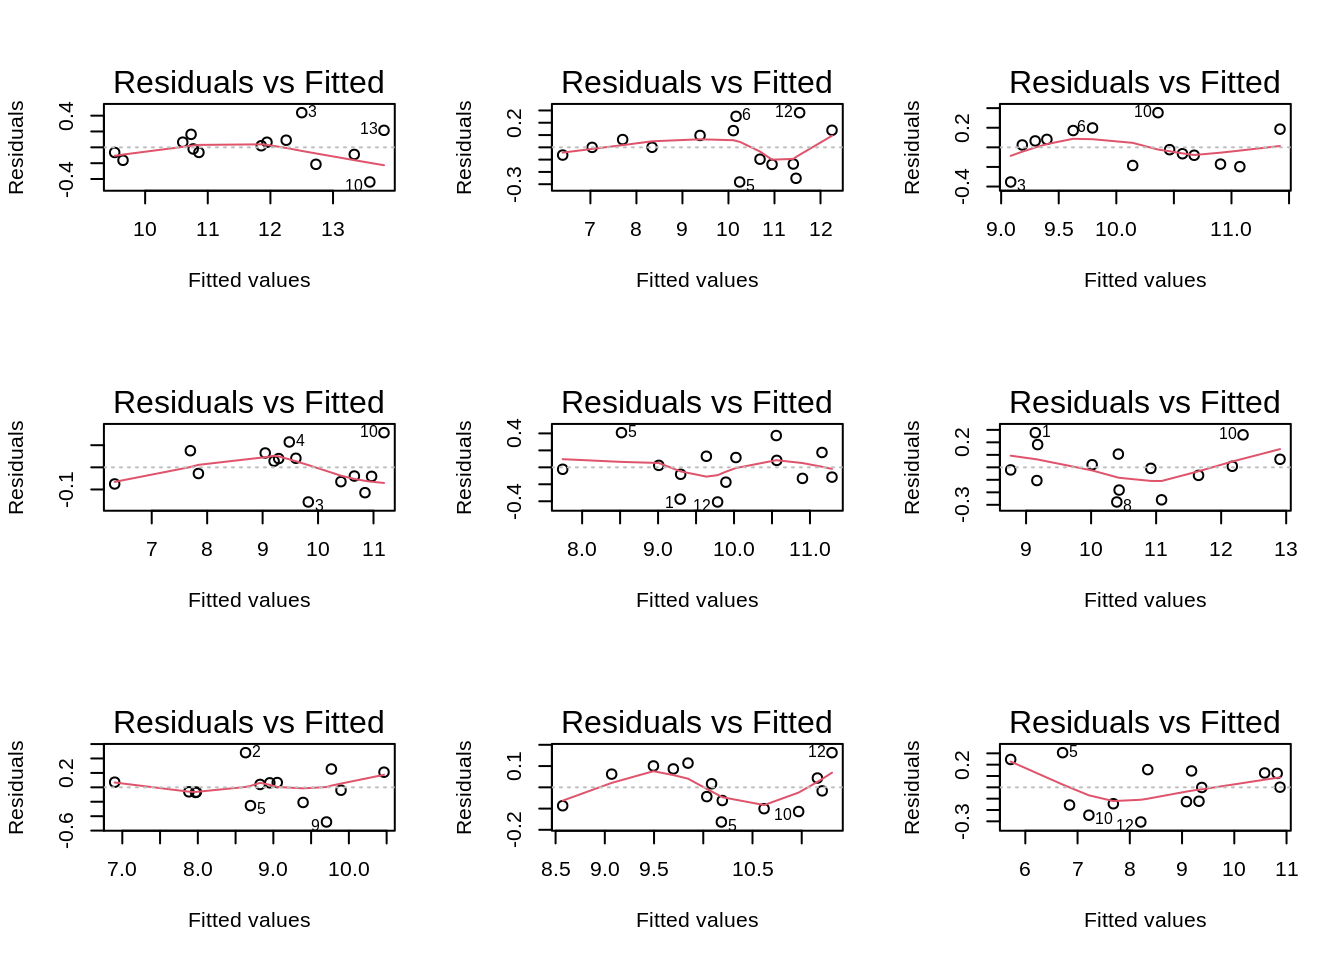 Residuals vs Fitted
Residuals
0.4
-0.4
3
13
10
10 11 12 13
Fitted values
Residuals vs Fitted
Residuals
0.2
-0.3
6
12
5
7 8 9 10 11 12
Fitted values
Residuals vs Fitted
Residuals
0.2
-0.4
10
6
3
9.0 9.5 10.0 11.0
Fitted values
Residuals vs Fitted
Residuals
-0.1
10
4
3
7 8 9 10 11
Fitted values
Residuals vs Fitted
Residuals
0.4
-0.4
5
1
12
8.0 9.0 10.0 11.0
Fitted values
Residuals vs Fitted
Residuals
0.2
-0.3
1
10
8
9 10 11 12 13
Fitted values
Residuals vs Fitted
Residuals
0.2
-0.6
2
5
9
7.0 8.0 9.0 10.0
Fitted values
Residuals vs Fitted
Residuals
0.1
-0.2
12
10
5
8.5 9.0 9.5 10.5
Fitted values
Residuals vs Fitted
Residuals
0.2
-0.3
5
10
12
6 7 8 9 10 11
Fitted values